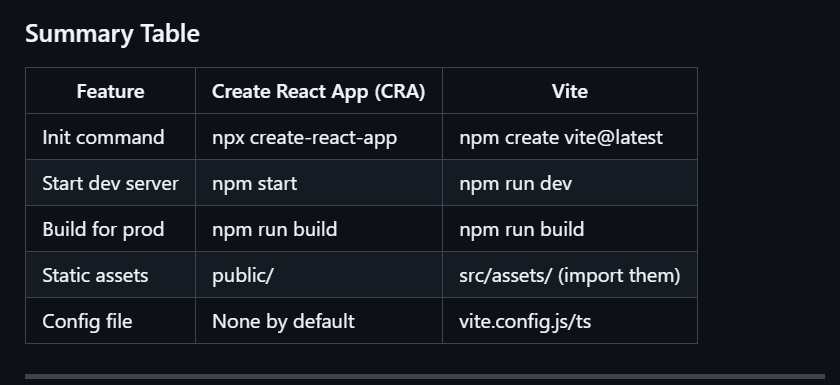 Summary Table
Feature Create React App (CRA) Vite
Init command npx create-react-app npm create vite@latest
Start dev server npm start npm run dev
Build for prod npm run build npm run build
Static assets public/ src/assets/ (import them)
Config file None by default vite.config.js/ts